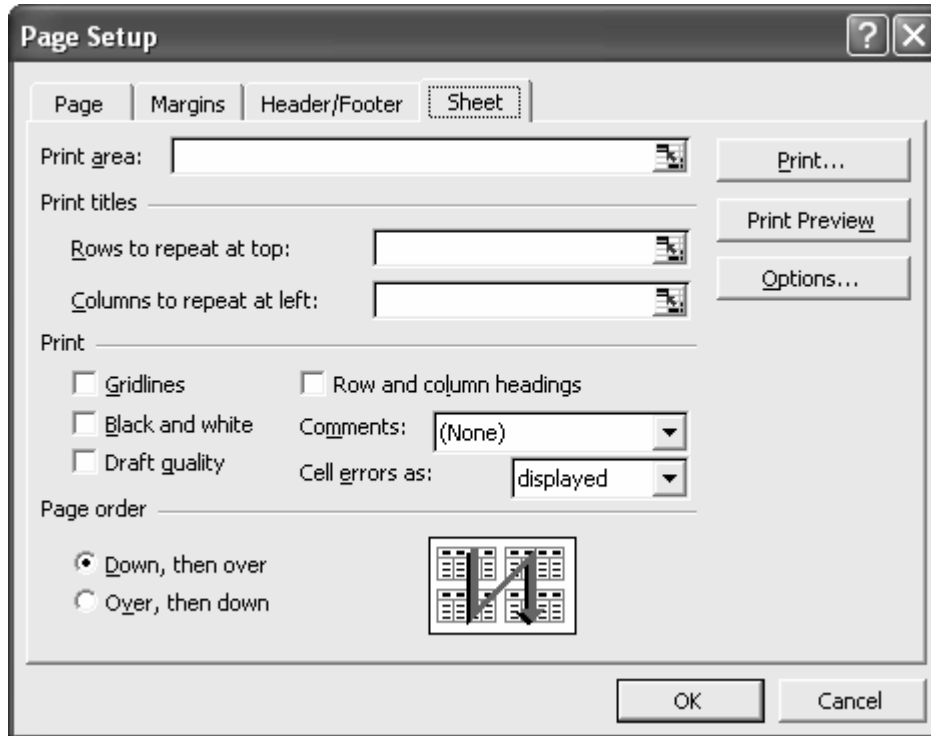 Page Setup
Page Margins Header/Footer Sheet
Print area:
Print...
Print titles
Print Preview
Rows to repeat at top:
Options...
Columns to repeat at left:
Print
Gridlines Row and column headings
Black and white Comments: (None)
Draft quality Cell errors as: displayed
Page order
Down, then over
Over, then down
OK Cancel